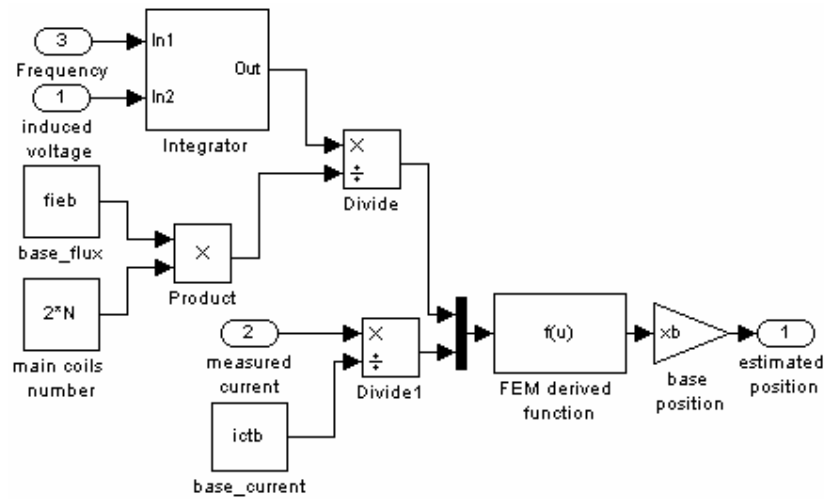 3
Frequency
1
induced
voltage
In1
In2
Out
Integrator
fieb
base_flux
2*N
main coils
number
×
Product
×
÷
Divide
2
measured
current
ictb
base_current
×
÷
Divide1
f(u)
FEM derived
function
xb
base
position
1
estimated
position